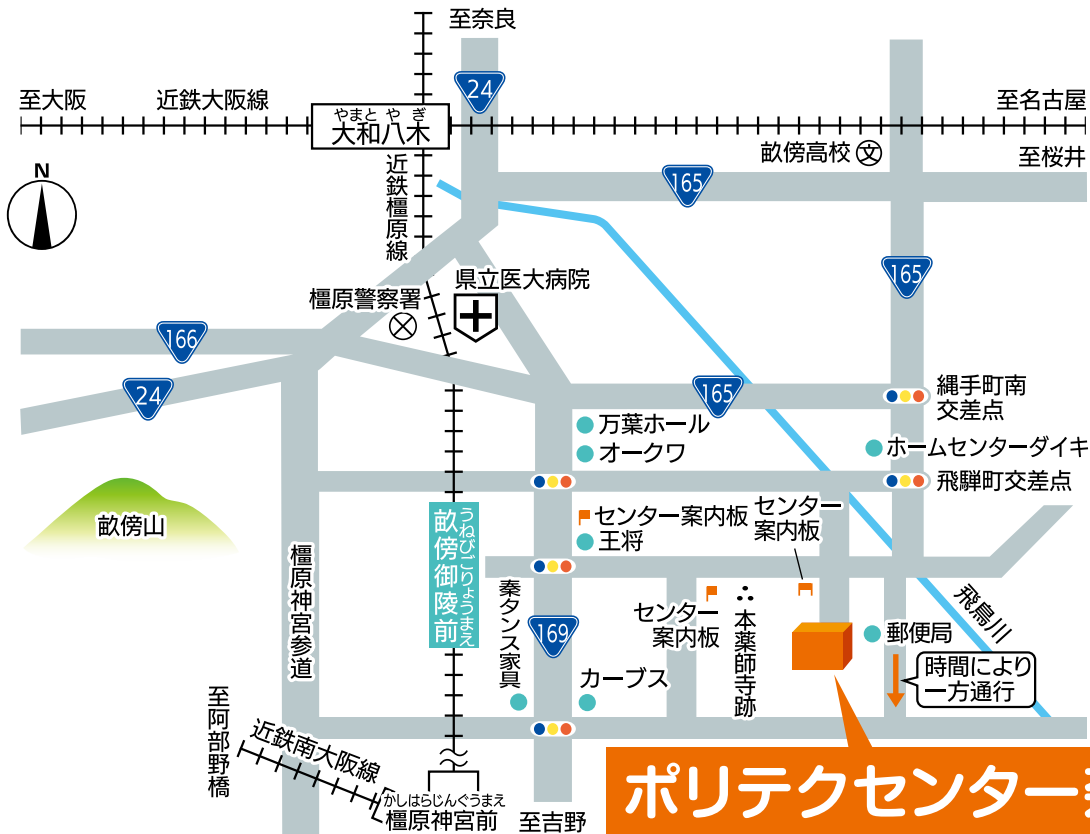 至奈良
24
至大阪
近鉄大阪線
やまとやぎ
大和八木
至名古屋
畝傍高校
文
至桜井
165
近鉄橿原線
N
165
県立医大病院
橿原警察署
166
24
165
縄手町南
交差点
万葉ホール
オークワ
ホームセンターダイキ
飛騨町交差点
畝傍山
うねびごりょうまえ
畝傍御陵前
センター案内板
王将
センター
案内板
橿原神宮参道
秦タンス家具
169
センター
案内板
本薬師寺跡
飛鳥川
郵便局
時間により
一方通行
カーブス
至阿部野橋
近鉄南大阪線
かしはらじんぐうまえ
橿原神宮前
至吉野
ポリテクセンター